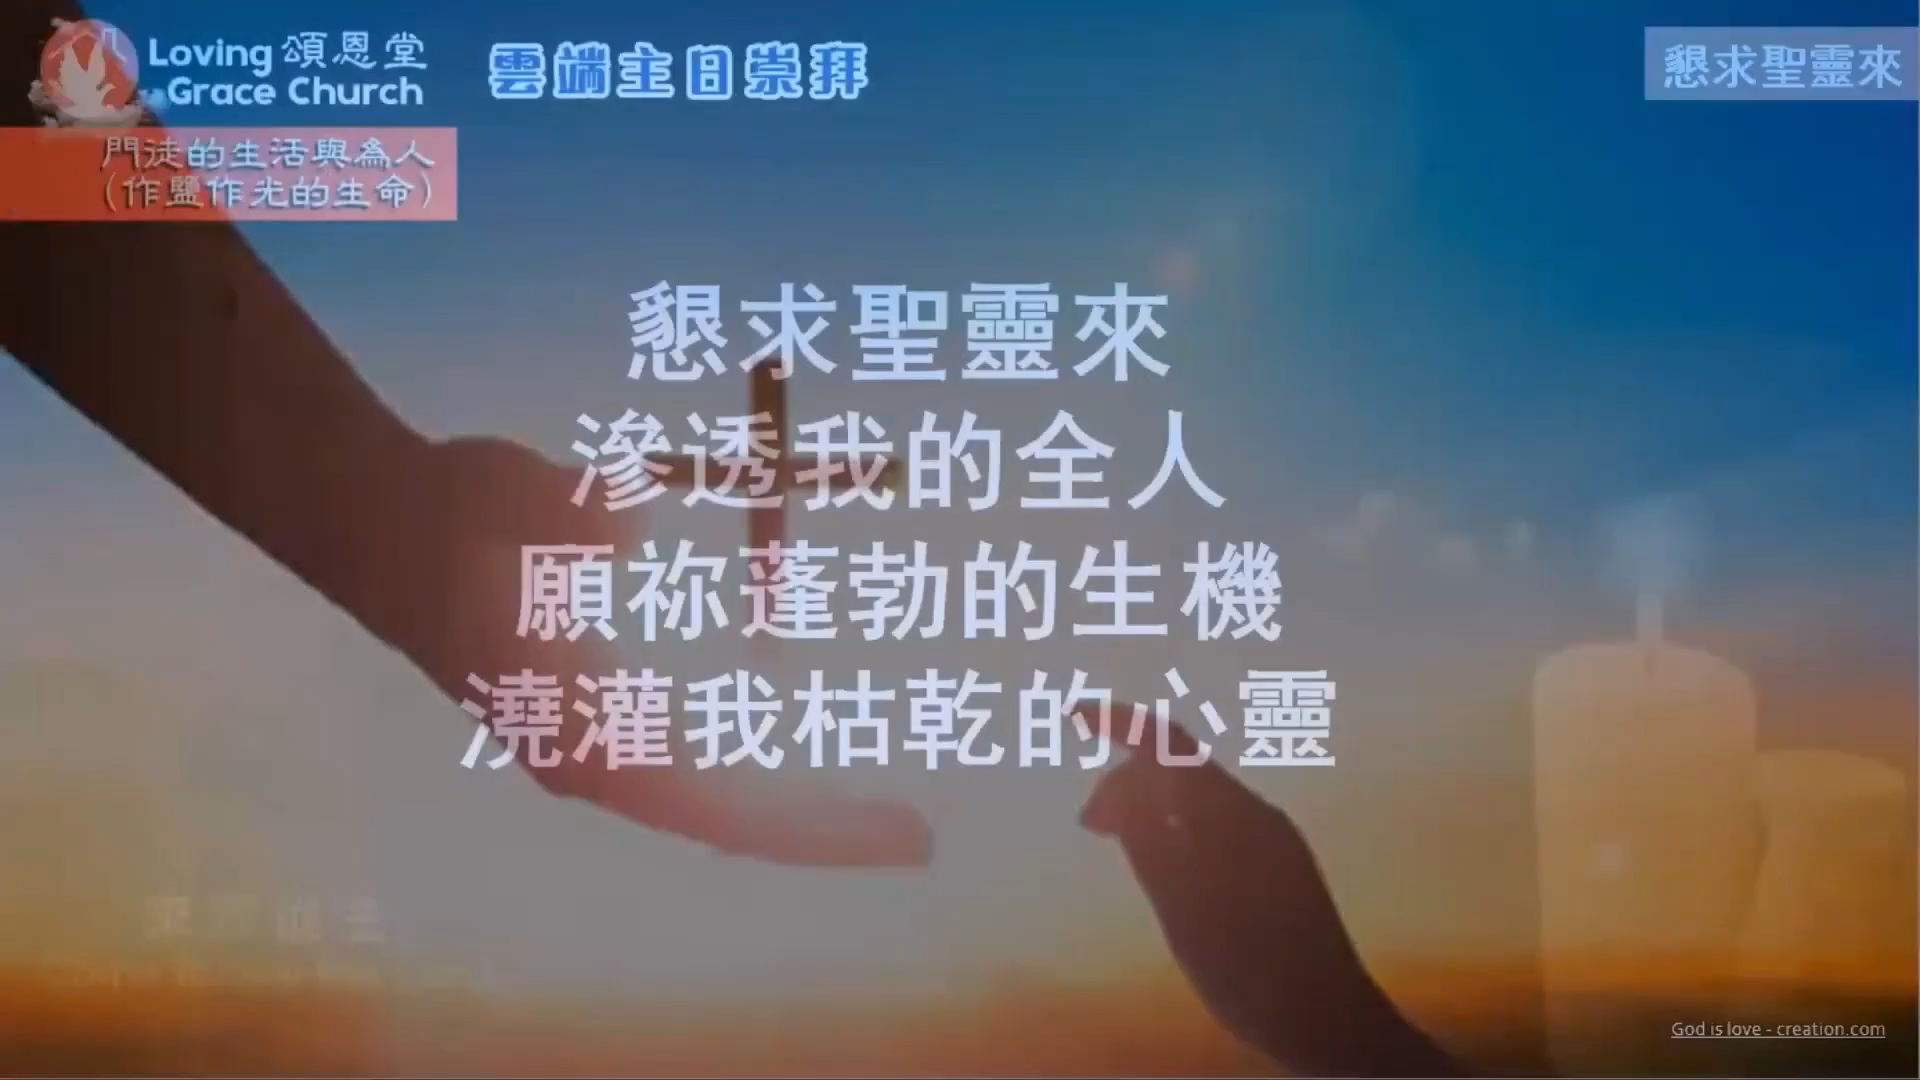 Loving 頌恩堂
Grace Church
雲端主日崇拜
懇求聖靈來
門徒的生活與為人
(作鹽作光的生命)
懇求聖靈來
滲透我的全人
願祢蓬勃的生機
澆灌我枯乾的心靈
God is love - creation.com